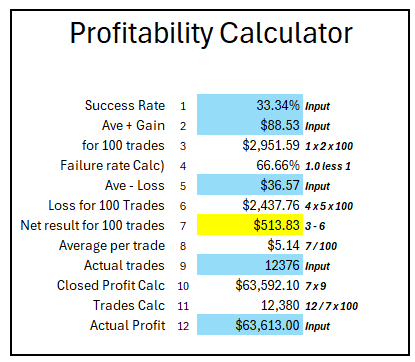 Profitability Calculator
Success Rate 1 33.34% Input
Ave + Gain 2 $88.53 Input
for 100 trades 3 $2,951.59 1 x 2 x 100
Failure rate Calc) 4 66.66% 1.0 less 1
Ave - Loss 5 $36.57 Input
Loss for 100 Trades 6 $2,437.76 4 x 5 x 100
Net result for 100 trades 7 $513.83 3 - 6
Average per trade 8 $5.14 7 / 100
Actual trades 9 12376 Input
Closed Profit Calc 10 $63,592.10 7 x 9
Trades Calc 11 12,380 12 / 7 x 100
Actual Profit 12 $63,613.00 Input